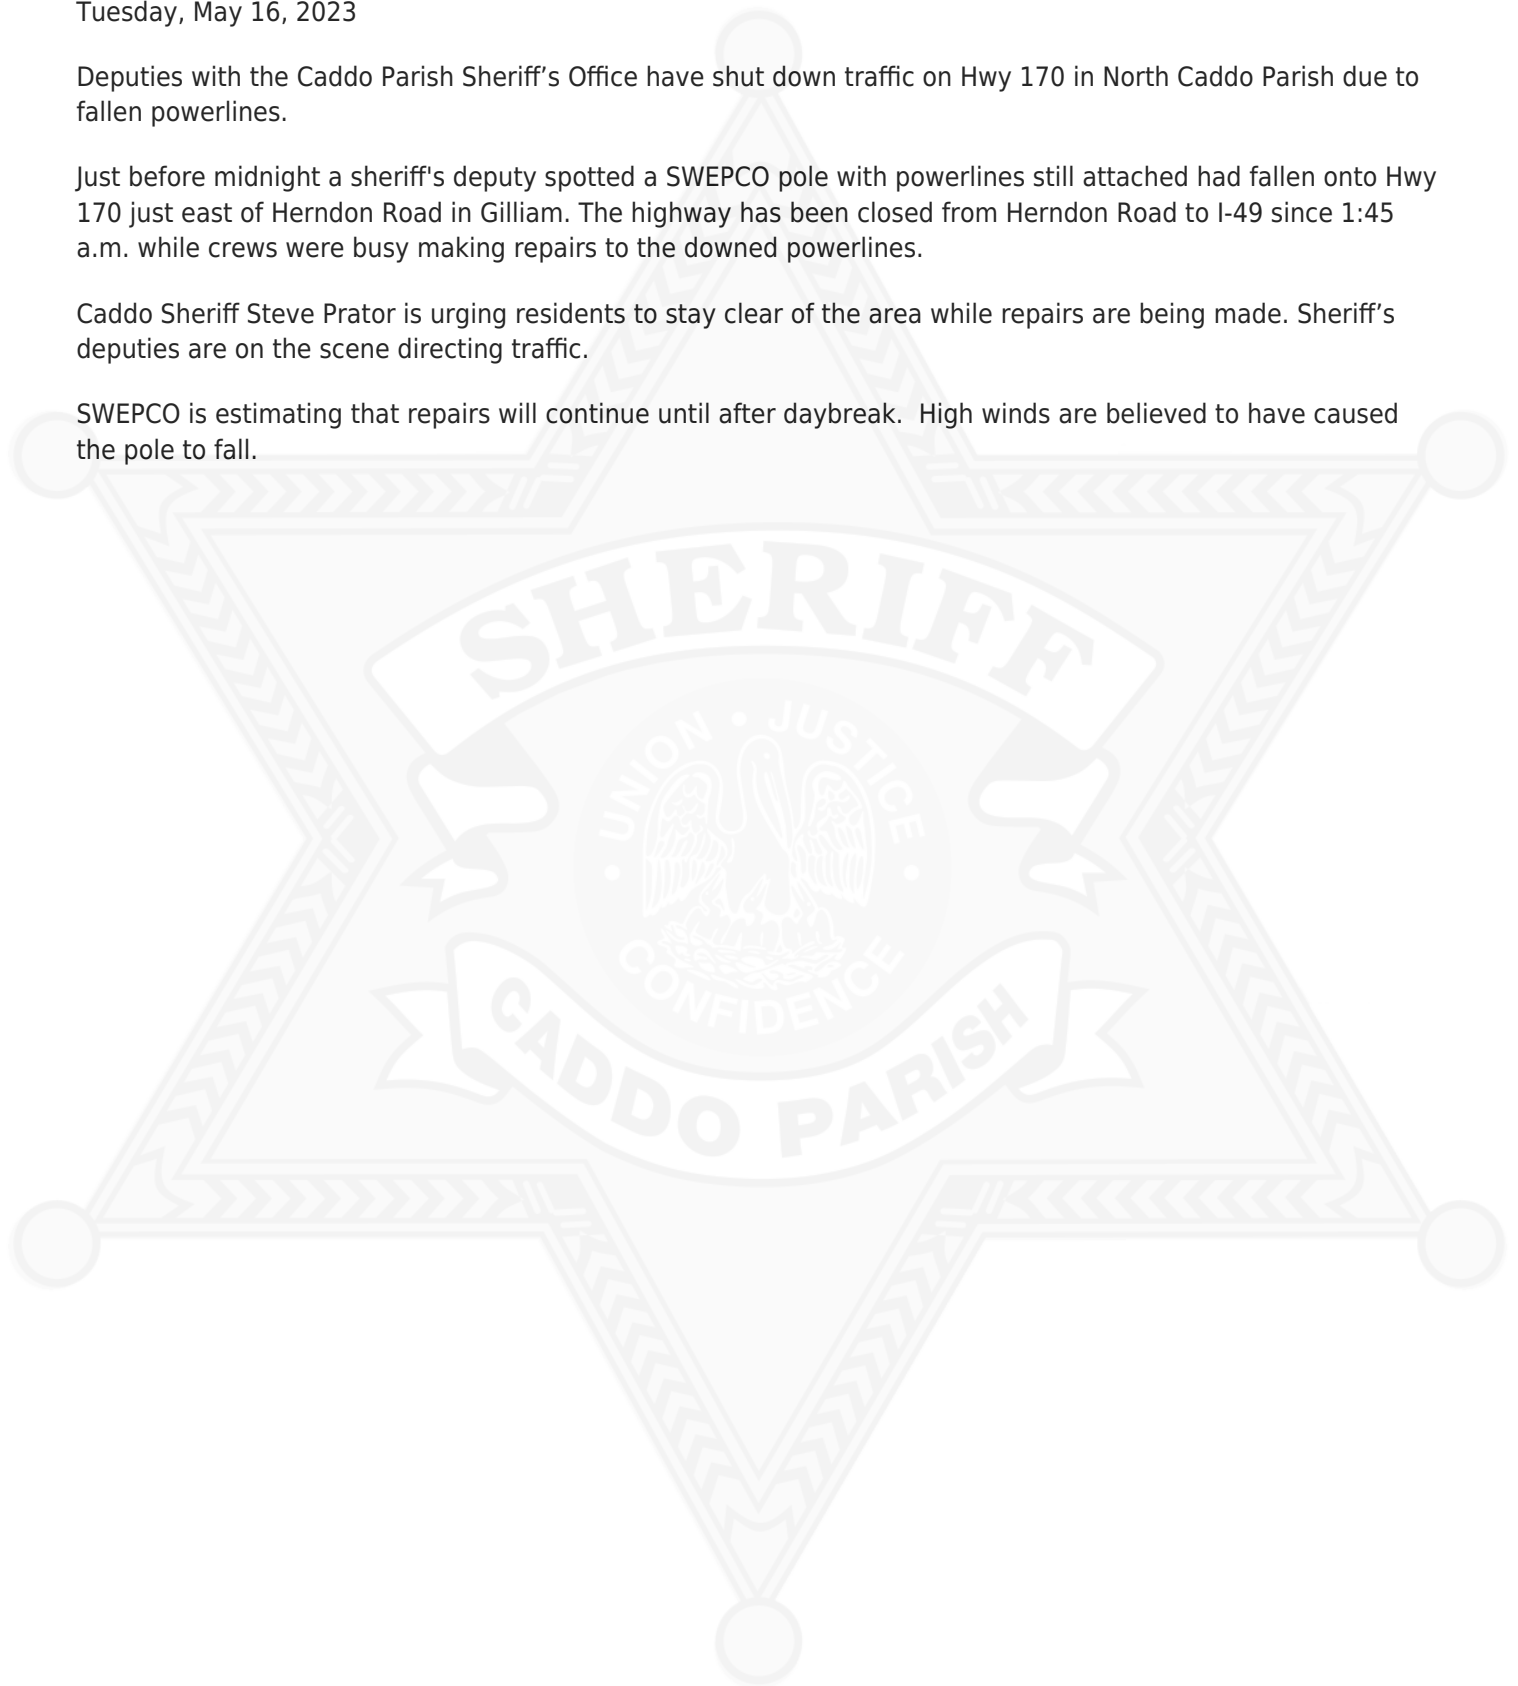 Tuesday, May 16, 2023
Deputies with the Caddo Parish Sheriff’s Office have shut down traffic on Hwy 170 in North Caddo Parish due to
fallen powerlines.
Just before midnight a sheriff's deputy spotted a SWEPCO pole with powerlines still attached had fallen onto Hwy
170 just east of Herndon Road in Gilliam. The highway has been closed from Herndon Road to I-49 since 1:45
a.m. while crews were busy making repairs to the downed powerlines.
Caddo Sheriff Steve Prator is urging residents to stay clear of the area while repairs are being made. Sheriff’s
deputies are on the scene directing traffic.
SWEPCO is estimating that repairs will continue until after daybreak.  High winds are believed to have caused
the pole to fall.
SHERIFF
UNION • JUSTICE
CONFIDENCE
CADDO PARISH